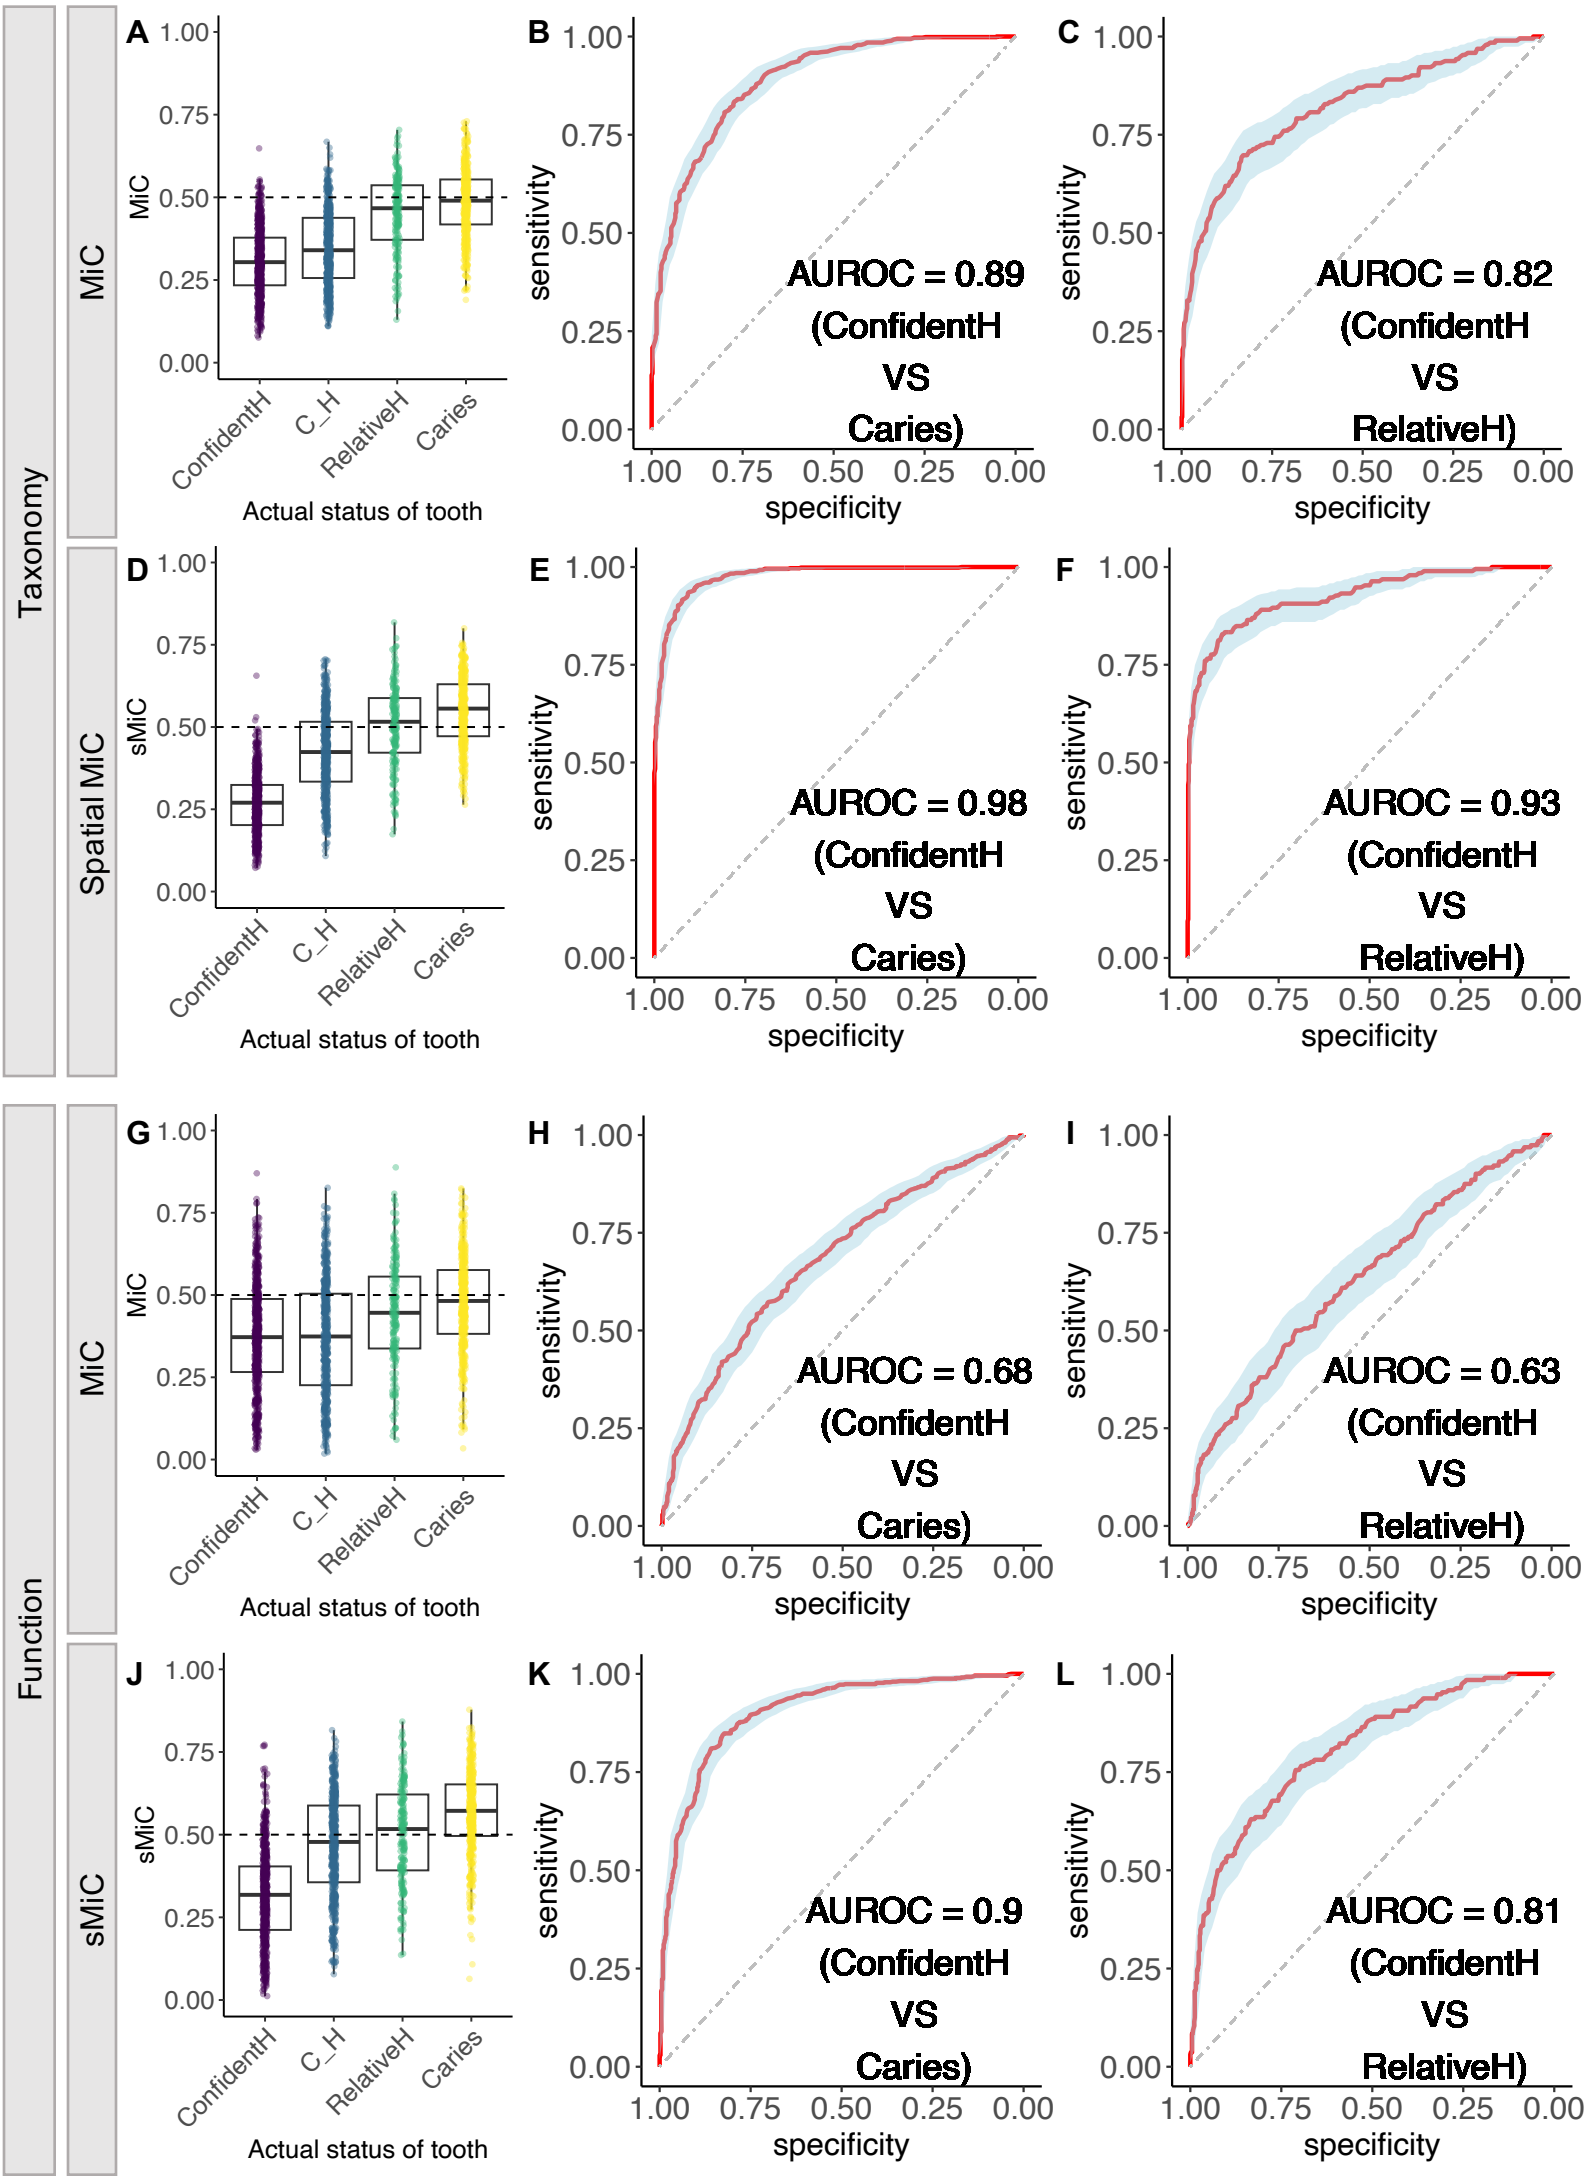 Taxonomy
MiC
A
1.00
0.75
0.50
0.25
0.00
MiC
ConfidentH
C_H
RelativeH
Caries
Actual status of tooth
B
1.00
0.75
0.50
0.25
0.00
sensitivity
AUROC = 0.89
(ConfidentH
VS
Caries)
1.00 0.75 0.50 0.25 0.00
specificity
C
1.00
0.75
0.50
0.25
0.00
sensitivity
AUROC = 0.82
(ConfidentH
VS
RelativeH)
1.00 0.75 0.50 0.25 0.00
specificity
Spatial MiC
D
1.00
0.75
0.50
0.25
0.00
sMiC
ConfidentH
C_H
RelativeH
Caries
Actual status of tooth
E
1.00
0.75
0.50
0.25
0.00
sensitivity
AUROC = 0.98
(ConfidentH
VS
Caries)
1.00 0.75 0.50 0.25 0.00
specificity
F
1.00
0.75
0.50
0.25
0.00
sensitivity
AUROC = 0.93
(ConfidentH
VS
RelativeH)
1.00 0.75 0.50 0.25 0.00
specificity
Function
MiC
G
1.00
0.75
0.50
0.25
0.00
MiC
ConfidentH
C_H
RelativeH
Caries
Actual status of tooth
H
1.00
0.75
0.50
0.25
0.00
sensitivity
AUROC = 0.68
(ConfidentH
VS
Caries)
1.00 0.75 0.50 0.25 0.00
specificity
I
1.00
0.75
0.50
0.25
0.00
sensitivity
AUROC = 0.63
(ConfidentH
VS
RelativeH)
1.00 0.75 0.50 0.25 0.00
specificity
sMiC
J
1.00
0.75
0.50
0.25
0.00
sMiC
ConfidentH
C_H
RelativeH
Caries
Actual status of tooth
K
1.00
0.75
0.50
0.25
0.00
sensitivity
AUROC = 0.9
(ConfidentH
VS
Caries)
1.00 0.75 0.50 0.25 0.00
specificity
L
1.00
0.75
0.50
0.25
0.00
sensitivity
AUROC = 0.81
(ConfidentH
VS
RelativeH)
1.00 0.75 0.50 0.25 0.00
specificity